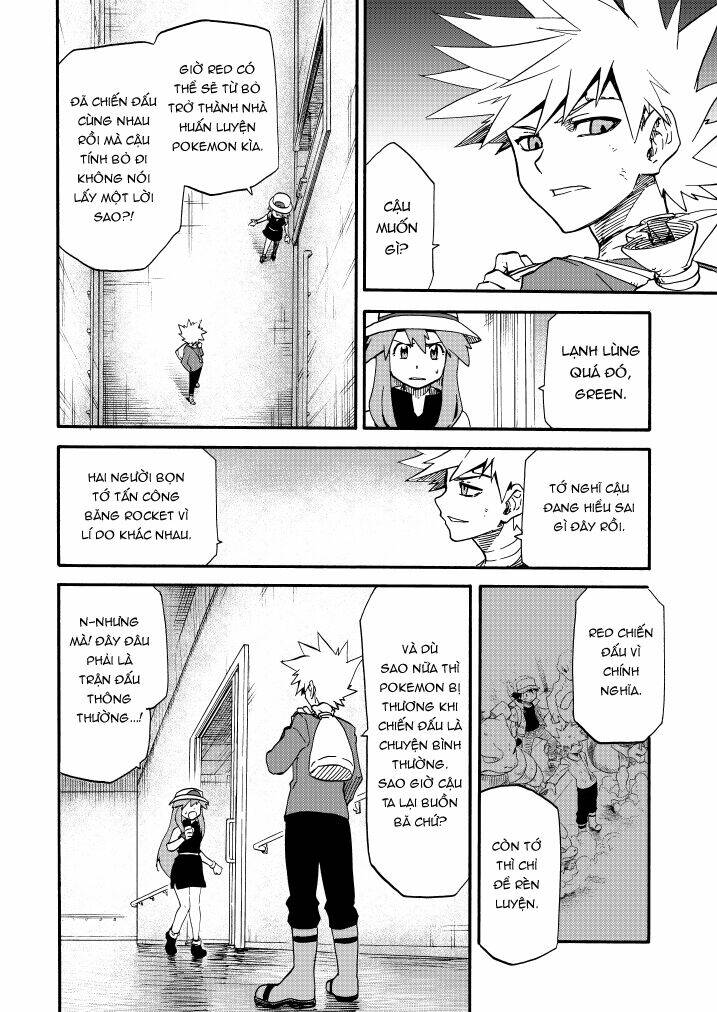 CẬU
MUỐN
GÌ?
GIỜ RED CÓ
THỂ SẼ TỪ BỎ
TRỞ THÀNH NHÀ
HUẤN LUYỆN
POKEMON KÌA.
ĐÃ CHIẾN ĐẤU
CÙNG NHAU
RỒI MÀ CẬU
TÍNH BỎ ĐI
KHÔNG NÓI
LẤY MỘT LỜI
SAO?!
LẠNH LÙNG
QUÁ ĐÓ,
GREEN.
TỚ NGHĨ CẬU
ĐANG HIỂU SAI
GÌ ĐÂY RỒI.
HAI NGƯỜI BỌN
TỚ TẤN CÔNG
BĂNG ROCKET VÌ
LÍ DO KHÁC NHAU.
RED CHIẾN
ĐẤU VÌ
CHÍNH
NGHĨA.
CÒN TỚ
THÌ CHỈ
ĐỂ RÈN
LUYỆN.
VÀ DÙ
SAO NỮA THÌ
POKEMON BỊ
THƯƠNG KHI
CHIẾN ĐẤU LÀ
CHUYỆN BÌNH
THƯỜNG.
SAO GIỜ CẬU
TA LẠI BUỒN
BÃ CHỨ?
N-NHƯNG
MÀ! ĐÂY ĐÂU
PHẢI LÀ
TRẬN ĐẤU
THÔNG
THƯỜNG...!